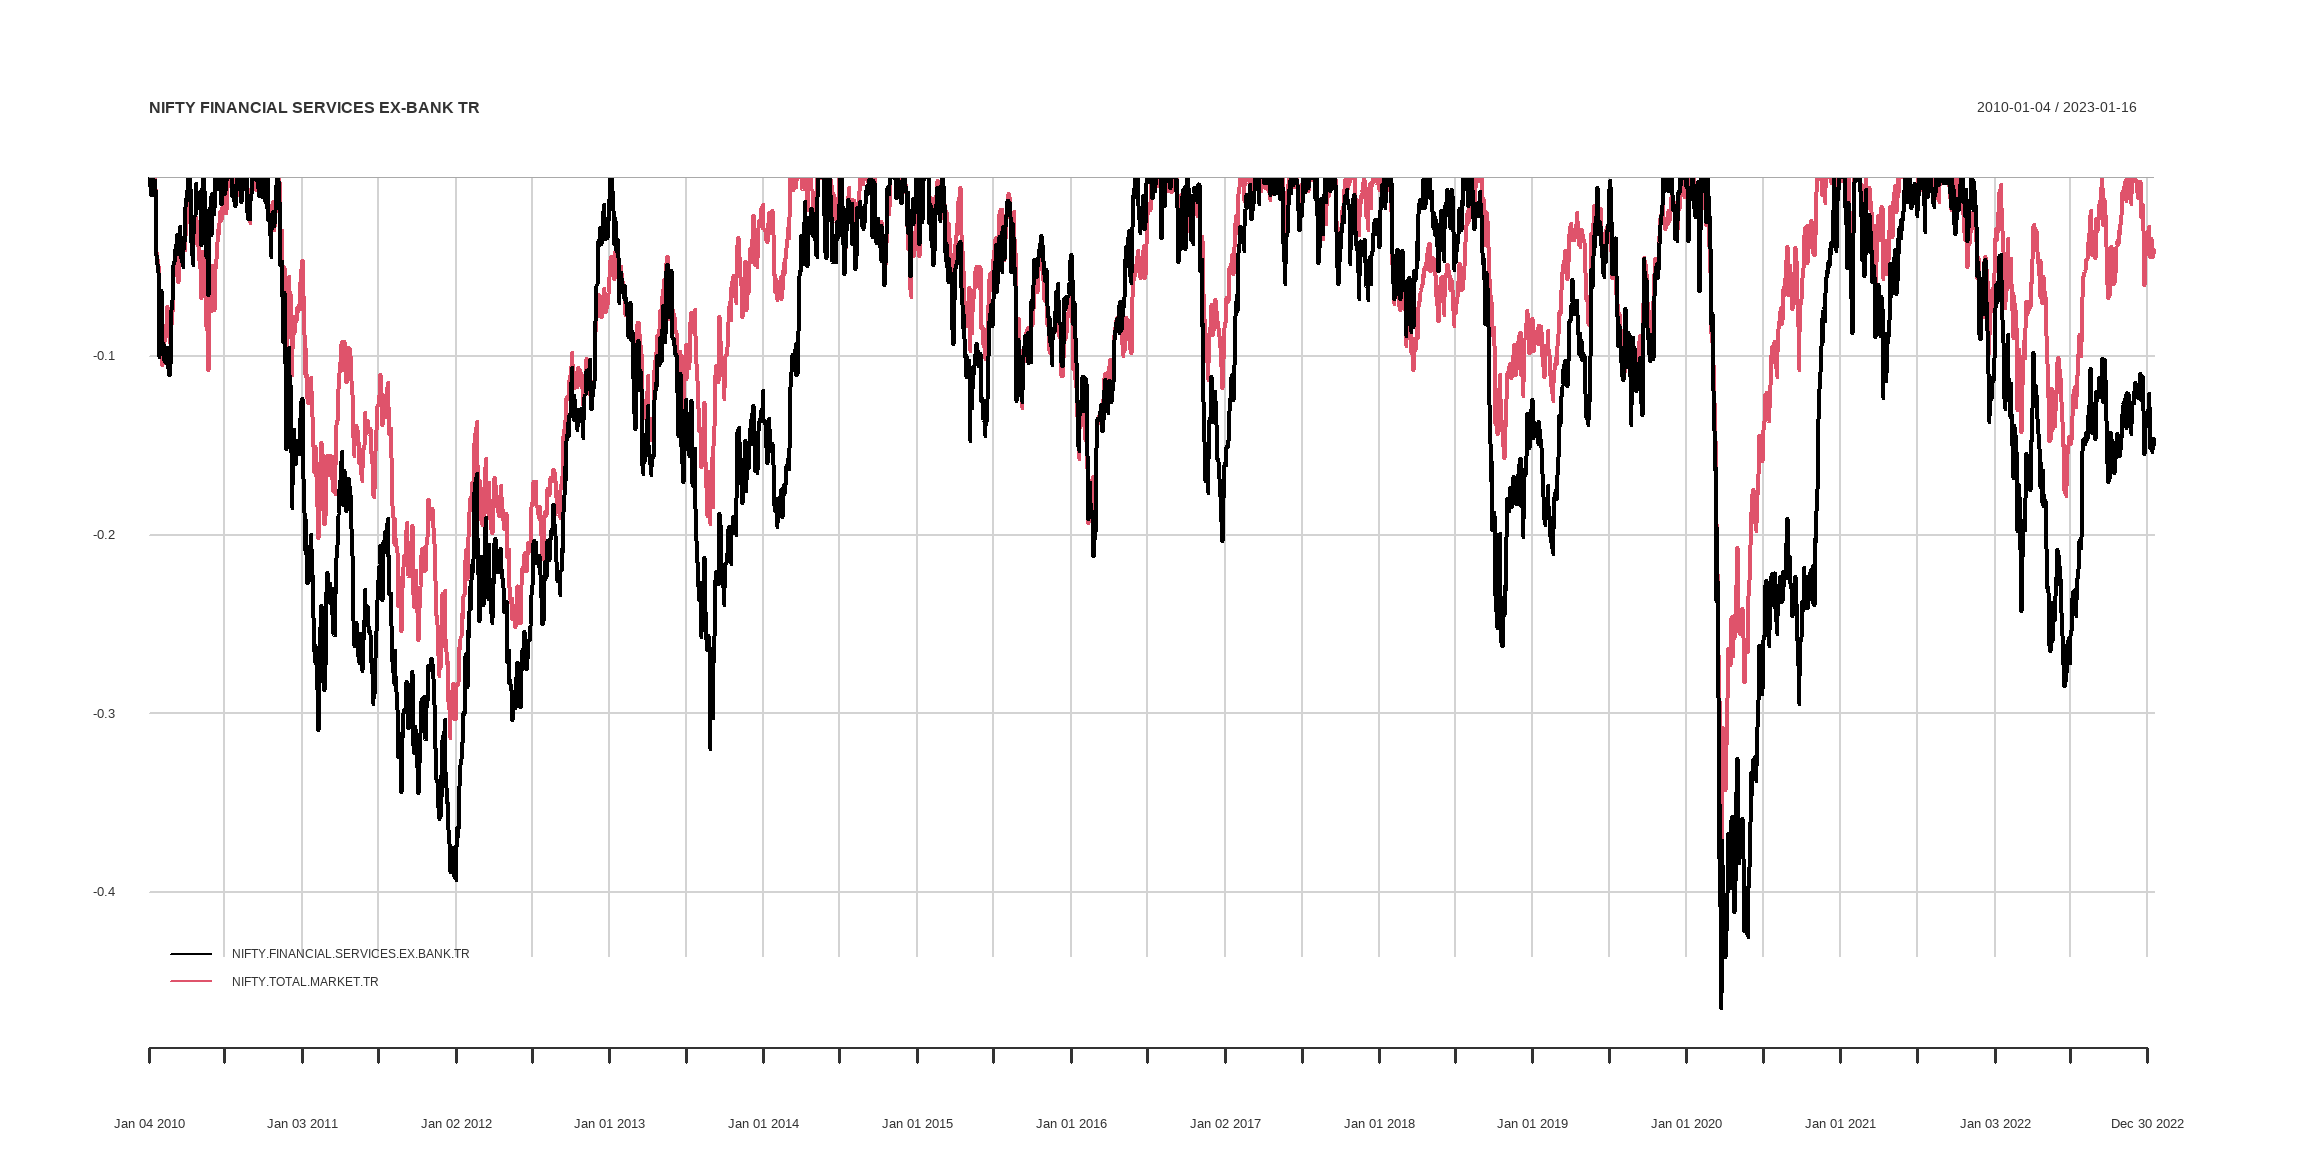 NIFTY FINANCIAL SERVICES EX-BANK TR
2010-01-04 / 2023-01-16
-0.1
-0.2
-0.3
-0.4
NIFTY.FINANCIAL.SERVICES.EX.BANK.TR
NIFTY.TOTAL.MARKET.TR
Jan 04 2010 Jan 03 2011 Jan 02 2012 Jan 01 2013 Jan 01 2014 Jan 01 2015 Jan 01 2016 Jan 02 2017 Jan 01 2018 Jan 01 2019 Jan 01 2020 Jan 01 2021 Jan 03 2022 Dec 30 2022